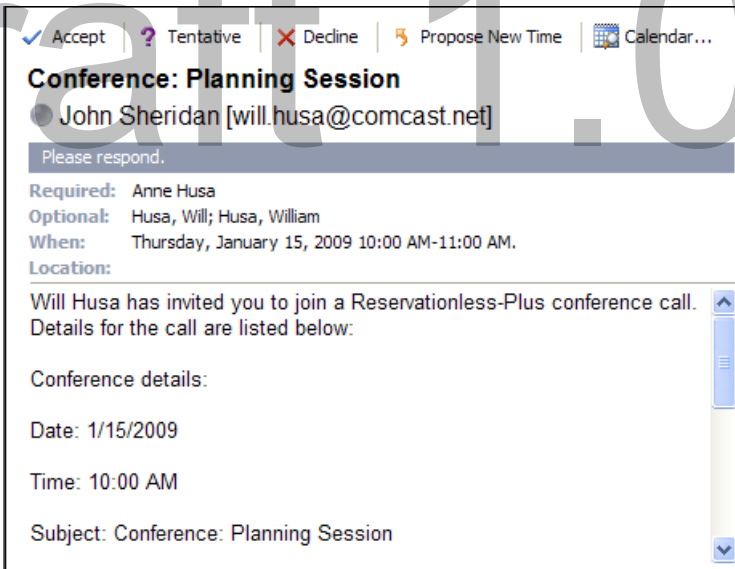 raft 1.0
Accept ? Tentative Decline Propose New Time Calendar...
Conference: Planning Session
John Sheridan [will.husa@comcast.net]
Please respond.
Required: Anne Husa
Optional: Husa, Will; Husa, William
When: Thursday, January 15, 2009 10:00 AM-11:00 AM.
Location:
Will Husa has invited you to join a Reservationless-Plus conference call.
Details for the call are listed below:
Conference details:
Date: 1/15/2009
Time: 10:00 AM
Subject: Conference: Planning Session